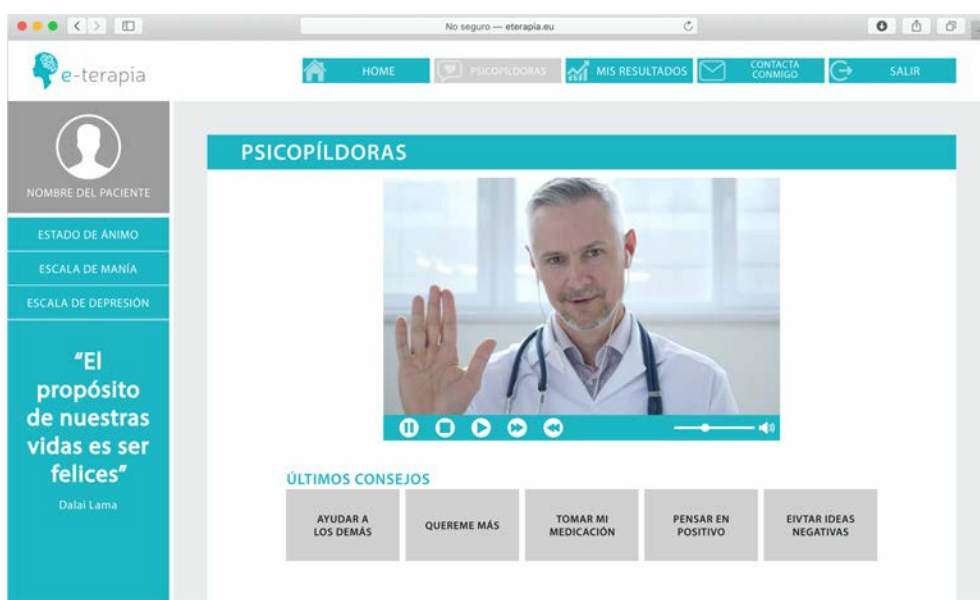 No seguro — eterapia.eu
e-terapia
HOME
PSICOPÍLDORAS
MIS RESULTADOS
CONTACTA
CONMIGO
SALIR
NOMBRE DEL PACIENTE
ESTADO DE ÁNIMO
ESCALA DE MANÍA
ESCALA DE DEPRESIÓN
“El
propósito
de nuestras
vidas es ser
felices”
Dalai Lama
PSICOPÍLDORAS
ÚLTIMOS CONSEJOS
AYUDAR A
LOS DEMÁS
QUEREME MÁS
TOMAR MI
MEDICACIÓN
PENSAR EN
POSITIVO
EIVTAR IDEAS
NEGATIVAS